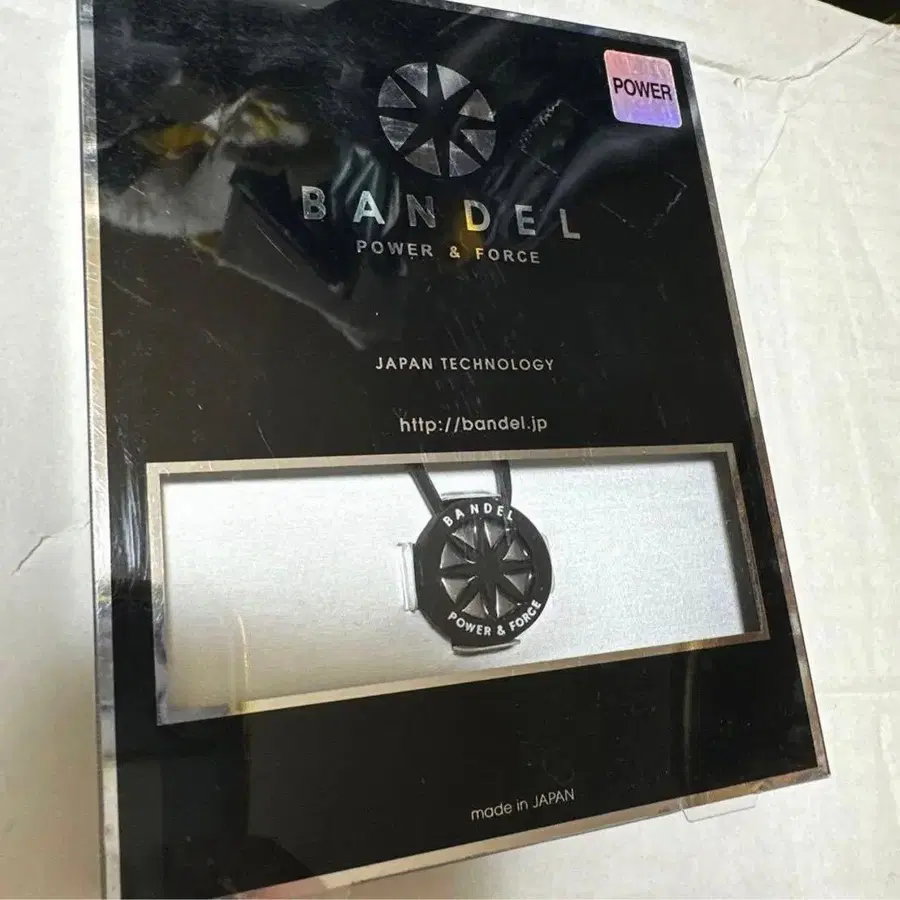 POWER
BANDEL
POWER & FORCE
JAPAN TECHNOLOGY
http://bandel.jp
BANDEL
POWER & FORCE
made in JAPAN